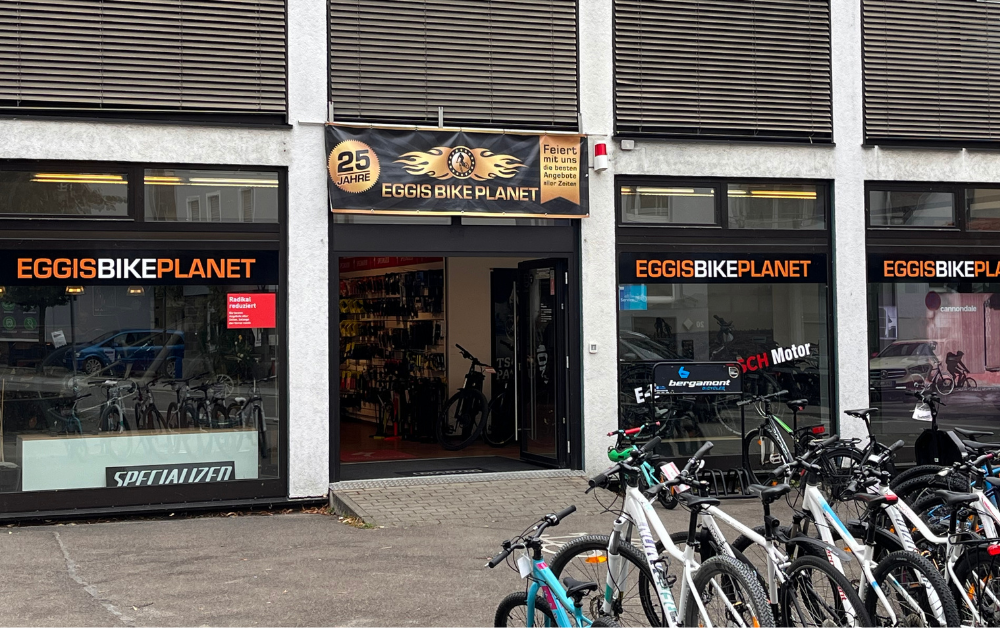 25
JAHRE
EGGIS BIKE PLANET
Feiert
mit uns
die besten
Angebote
aller Zeiten
EGGISBIKEPLANET
EGGISBIKEPLANET
EGGISBIKEPLA
Radikal
reduziert
cannondale
SCH Motor
bergamont
SPECIALIZED